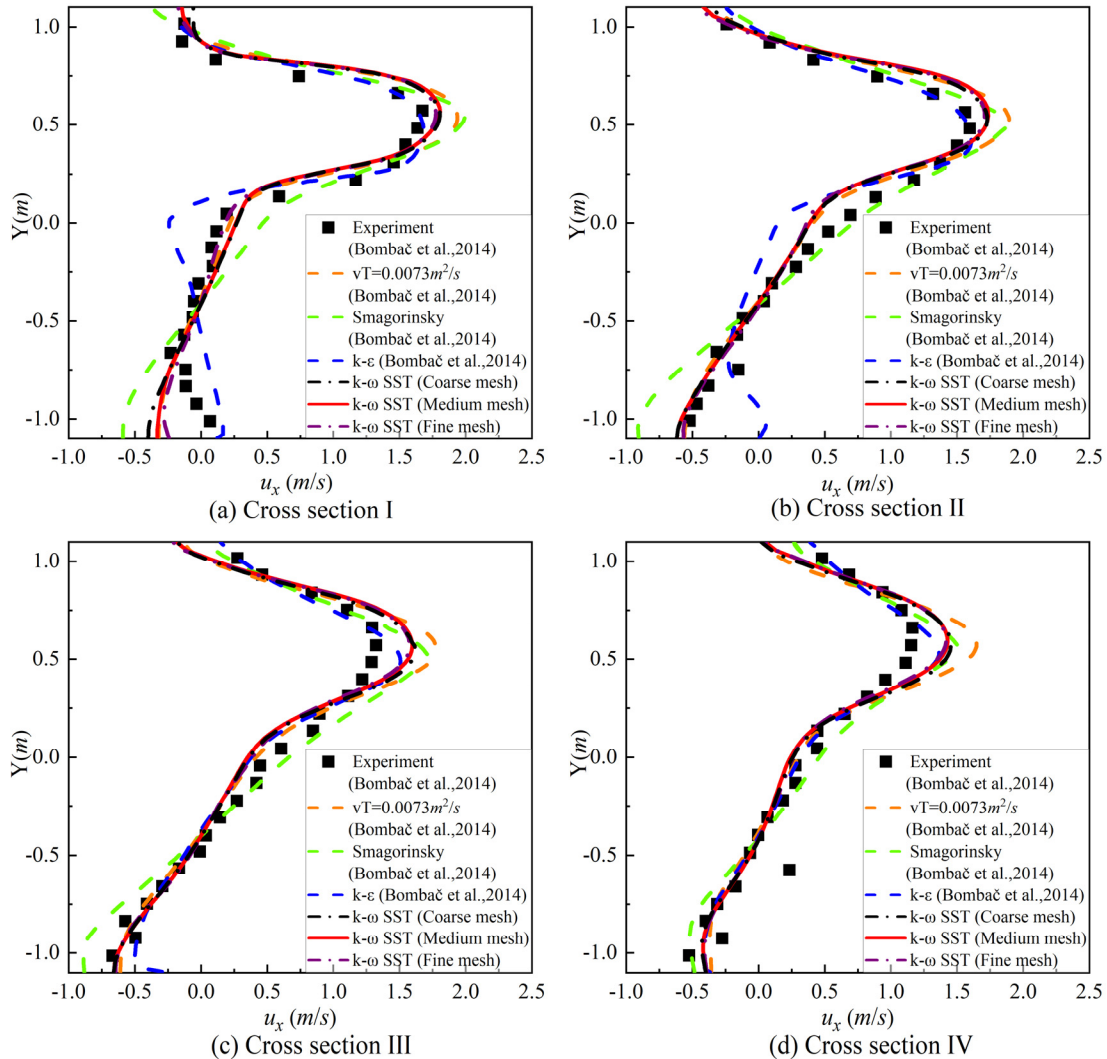 1.0
0.5
0.0
-0.5
-1.0
Y(m)
Experiment
(Bombač et al.,2014)
vT=0.0073m²/s
(Bombač et al.,2014)
Smagorinsky
(Bombač et al.,2014)
k-ε (Bombač et al.,2014)
k-ω SST (Coarse mesh)
k-ω SST (Medium mesh)
k-ω SST (Fine mesh)
-1.0 -0.5 0.0 0.5 1.0 1.5 2.0 2.5
u_x (m/s)
(a) Cross section I
1.0
0.5
0.0
-0.5
-1.0
Y(m)
Experiment
(Bombač et al.,2014)
vT=0.0073m²/s
(Bombač et al.,2014)
Smagorinsky
(Bombač et al.,2014)
k-ε (Bombač et al.,2014)
k-ω SST (Coarse mesh)
k-ω SST (Medium mesh)
k-ω SST (Fine mesh)
-1.0 -0.5 0.0 0.5 1.0 1.5 2.0 2.5
u_x (m/s)
(b) Cross section II
1.0
0.5
0.0
-0.5
-1.0
Y(m)
Experiment
(Bombač et al.,2014)
vT=0.0073m²/s
(Bombač et al.,2014)
Smagorinsky
(Bombač et al.,2014)
k-ε (Bombač et al.,2014)
k-ω SST (Coarse mesh)
k-ω SST (Medium mesh)
k-ω SST (Fine mesh)
-1.0 -0.5 0.0 0.5 1.0 1.5 2.0 2.5
u_x (m/s)
(c) Cross section III
1.0
0.5
0.0
-0.5
-1.0
Y(m)
Experiment
(Bombač et al.,2014)
vT=0.0073m²/s
(Bombač et al.,2014)
Smagorinsky
(Bombač et al.,2014)
k-ε (Bombač et al.,2014)
k-ω SST (Coarse mesh)
k-ω SST (Medium mesh)
k-ω SST (Fine mesh)
-1.0 -0.5 0.0 0.5 1.0 1.5 2.0 2.5
u_x (m/s)
(d) Cross section IV